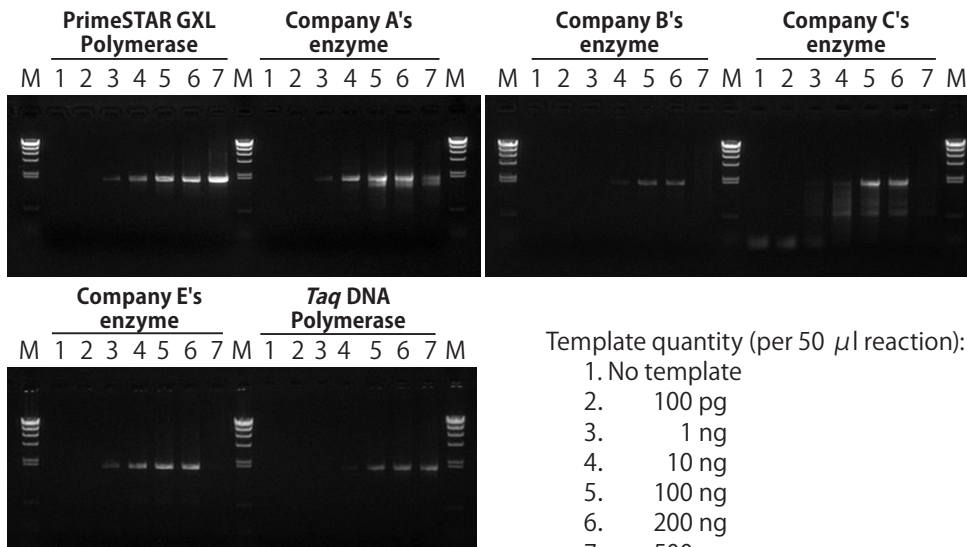 PrimeSTAR GXL Polymerase
Company A's enzyme
Company B's enzyme
Company C's enzyme
M 1 2 3 4 5 6 7 M 1 2 3 4 5 6 7 M
M 1 2 3 4 5 6 7 M 1 2 3 4 5 6 7 M
Company E's enzyme
Taq DNA Polymerase
M 1 2 3 4 5 6 7 M 1 2 3 4 5 6 7 M
Template quantity (per 50 μl reaction):
1. No template
2. 100 pg
3. 1 ng
4. 10 ng
5. 100 ng
6. 200 ng